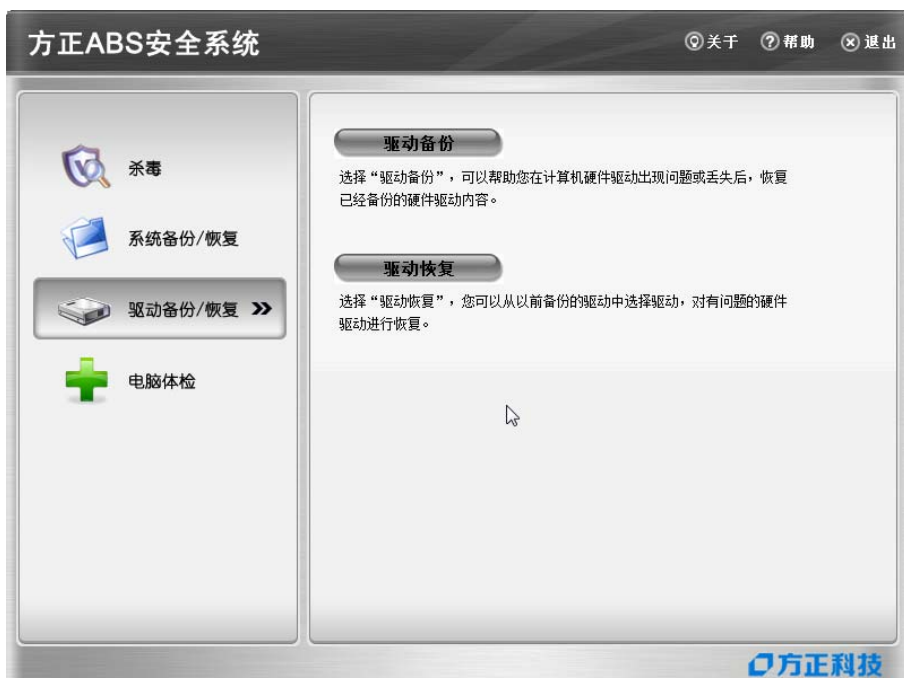 方正ABS安全系统
关于 帮助 退出
杀毒
系统备份/恢复
驱动备份/恢复
电脑体检
驱动备份
选择“驱动备份”，可以帮助您在计算机硬件驱动出现问题或丢失后，恢复
已经备份的硬件驱动内容。
驱动恢复
选择“驱动恢复”，您可以从以前备份的驱动中选择驱动，对有问题的硬件
驱动进行恢复。
方正科技